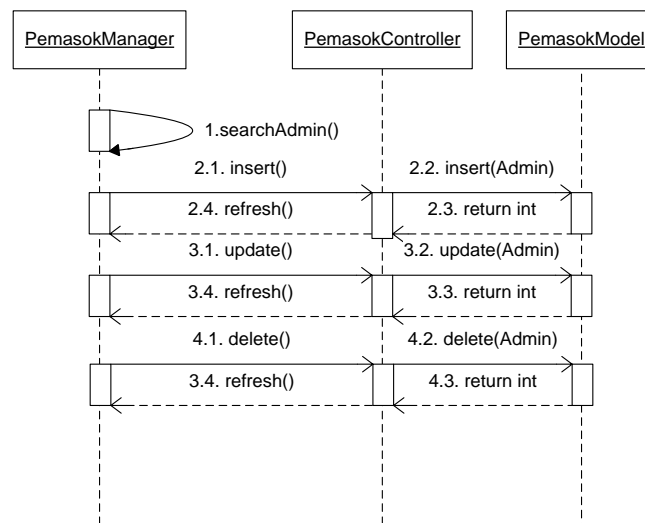 PemasokManager
PemasokController
PemasokModel
1.searchAdmin()
2.1. insert()
2.2. insert(Admin)
2.4. refresh()
2.3. return int
3.1. update()
3.2. update(Admin)
3.4. refresh()
3.3. return int
4.1. delete()
4.2. delete(Admin)
3.4. refresh()
4.3. return int